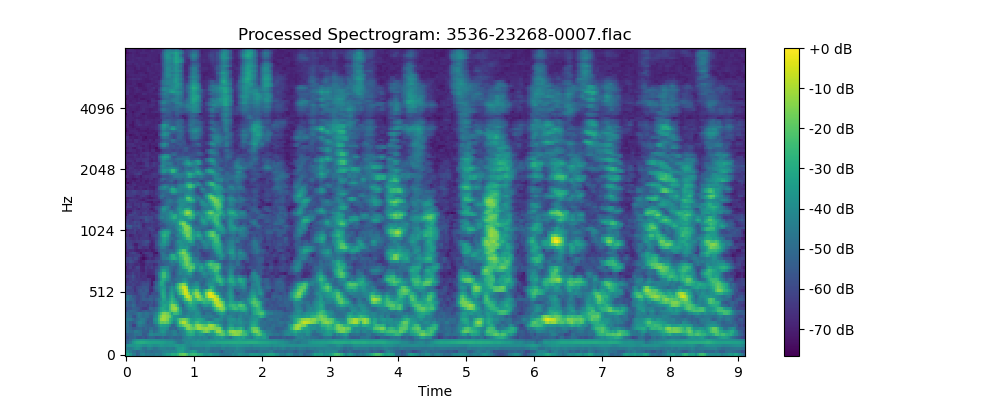 Processed Spectrogram: 3536-23268-0007.flac
Hz
4096
2048
1024
512
0
0 1 2 3 4 5 6 7 8 9
Time
+0 dB
-10 dB
-20 dB
-30 dB
-40 dB
-50 dB
-60 dB
-70 dB